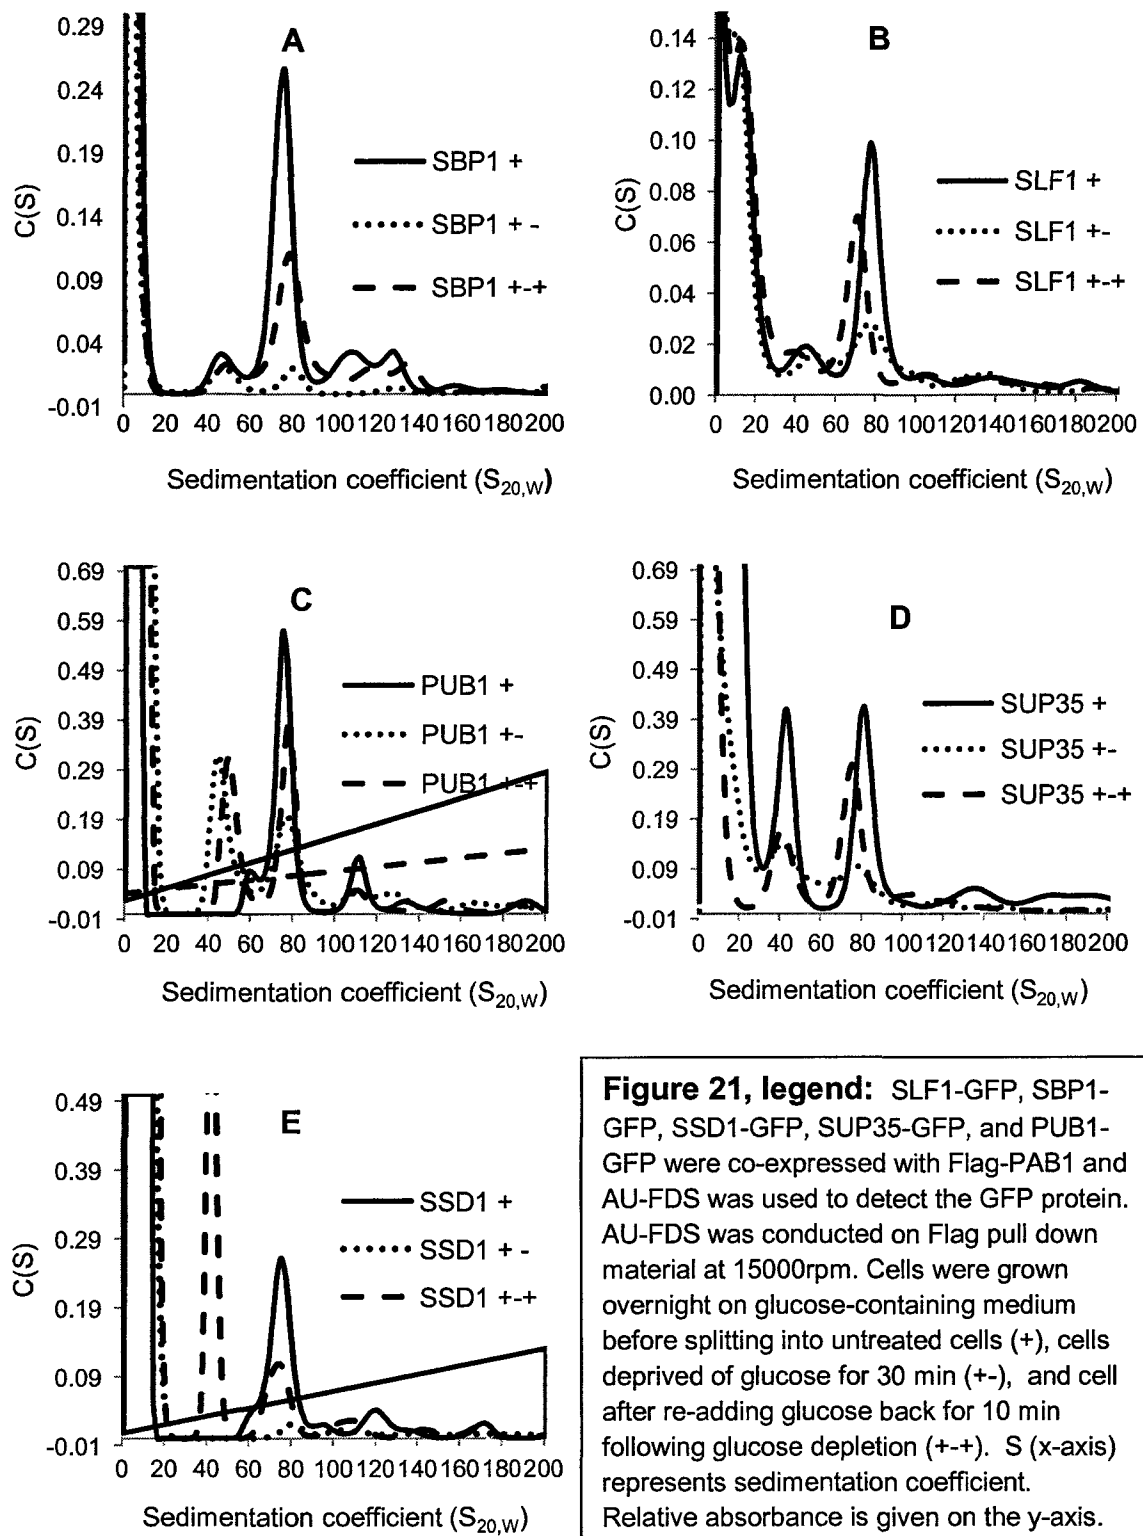 A
C(S)
0.29
0.24
0.19
0.14
0.09
0.04
-0.01
SBP1 +
SBP1 + -
SBP1 +-+
0 20 40 60 80 100 120 140 160 180 200
Sedimentation coefficient (S20,W)
B
C(S)
0.14
0.12
0.10
0.08
0.06
0.04
0.02
0.00
SLF1 +
SLF1 +-
SLF1 +-+
0 20 40 60 80 100 120 140 160 180 200
Sedimentation coefficient (S20,W)
C
C(S)
0.69
0.59
0.49
0.39
0.29
0.19
0.09
-0.01
PUB1 +
PUB1 +-
PUB1 +-+
0 20 40 60 80 100 120 140 160 180 200
Sedimentation coefficient (S20,W)
D
C(S)
0.69
0.59
0.49
0.39
0.29
0.19
0.09
-0.01
SUP35 +
SUP35 +-
SUP35 +-+
0 20 40 60 80 100 120 140 160 180 200
Sedimentation coefficient (S20,W)
E
C(S)
0.49
0.39
0.29
0.19
0.09
-0.01
SSD1 +
SSD1 + -
SSD1 +-+
0 20 40 60 80 100 120 140 160 180 200
Sedimentation coefficient (S20,W)
Figure 21, legend: SLF1-GFP, SBP1-
GFP, SSD1-GFP, SUP35-GFP, and PUB1-
GFP were co-expressed with Flag-PAB1 and
AU-FDS was used to detect the GFP protein.
AU-FDS was conducted on Flag pull down
material at 15000rpm. Cells were grown
overnight on glucose-containing medium
before splitting into untreated cells (+), cells
deprived of glucose for 30 min (+-), and cell
after re-adding glucose back for 10 min
following glucose depletion (+-+). S (x-axis)
represents sedimentation coefficient.
Relative absorbance is given on the y-axis.